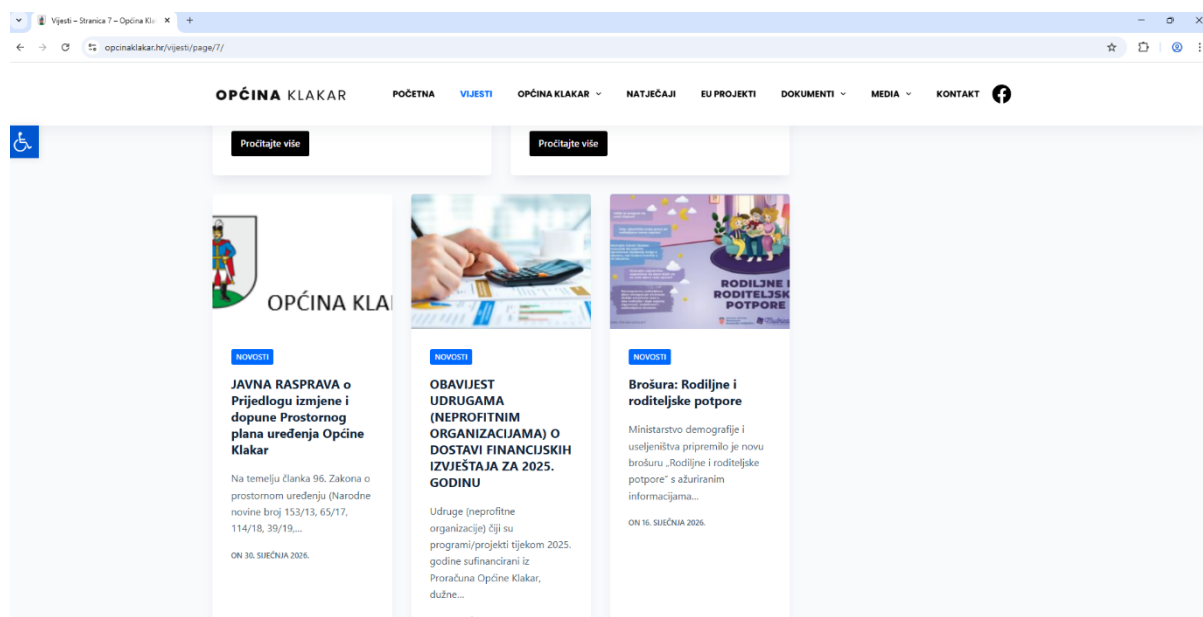 Vijesti – Stranica 7 – Općina Kla
opcinaklakar.hr/vijesti/page/7/
OPĆINA KLAKAR
POČETNA
VIJESTI
OPĆINA KLAKAR
NATJEČAJI
EU PROJEKTI
DOKUMENTI
MEDIA
KONTAKT
Pročitajte više
Pročitajte više
OPĆINA KLA
NOVOSTI
JAVNA RASPRAVA o
Prijedlogu izmjene i
dopune Prostornog
plana uređenja Općine
Klakar
Na temelju članka 96. Zakona o
prostornom uređenju (Narodne
novine broj 153/13, 65/17,
114/18, 39/19,...
ON 30. SIJEČNJA 2026.
NOVOSTI
OBAVIJEST
UDRUGAMA
(NEPROFITNIM
ORGANIZACIJAMA) O
DOSTAVI FINANCIJSKIH
IZVJEŠTAJA ZA 2025.
GODINU
Udruge (neprofitne
organizacije) čiji su
programi/projekti tijekom 2025.
godine sufinancirani iz
Proračuna Općine Klakar,
dužne...
RODILJNE I
RODITELJSK
POTPORE
NOVOSTI
Brošura: Rodiljne i
roditeljske potpore
Ministarstvo demografije i
useljeništva pripremilo je novu
brošuru „Rodiljne i roditeljske
potpore“ s ažuriranim
informacijama...
ON 16. SIJEČNJA 2026.